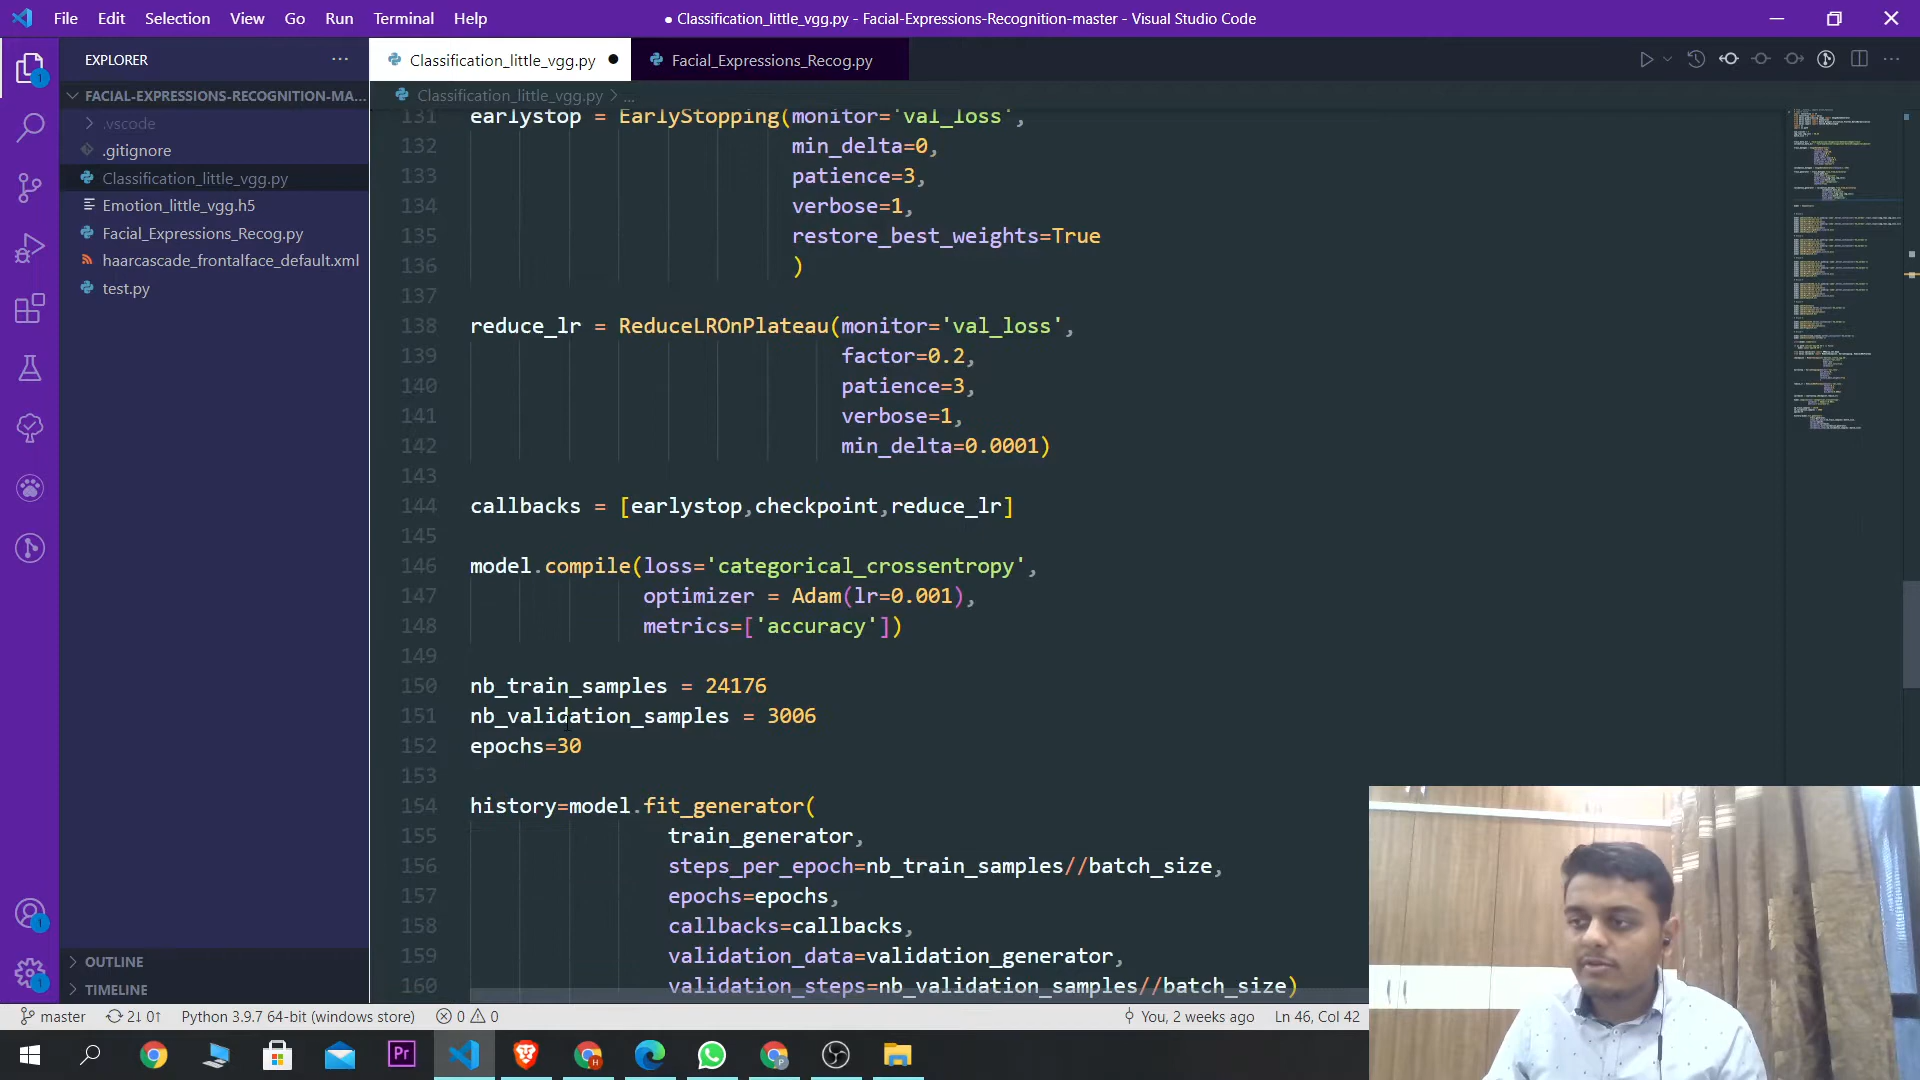 File Edit Selection View Go Run Terminal Help
● Classification_little_vgg.py - Facial-Expressions-Recognition-master - Visual Studio Code
EXPLORER
FACIAL-EXPRESSIONS-RECOGNITION-MA...
.vscode
.gitignore
Classification_little_vgg.py
Emotion_little_vgg.h5
Facial_Expressions_Recog.py
haarcascade_frontalface_default.xml
test.py
OUTLINE
TIMELINE
1
1
1
Classification_little_vgg.py ●
Facial_Expressions_Recog.py
Classification_little_vgg.py > ...
131 earlystop = EarlyStopping(monitor='val_loss',
132 min_delta=0,
133 patience=3,
134 verbose=1,
135 restore_best_weights=True
136 )
137
138 reduce_lr = ReduceLROnPlateau(monitor='val_loss',
139 factor=0.2,
140 patience=3,
141 verbose=1,
142 min_delta=0.0001)
143
144 callbacks = [earlystop,checkpoint,reduce_lr]
145
146 model.compile(loss='categorical_crossentropy',
147 optimizer = Adam(lr=0.001),
148 metrics=['accuracy'])
149
150 nb_train_samples = 24176
151 nb_validation_samples = 3006
152 epochs=30
153
154 history=model.fit_generator(
155 train_generator,
156 steps_per_epoch=nb_train_samples//batch_size,
157 epochs=epochs,
158 callbacks=callbacks,
159 validation_data=validation_generator,
160 validation_steps=nb_validation_samples//batch_size)
master 2↓ 0↑ Python 3.9.7 64-bit (windows store) 0 0 You, 2 weeks ago Ln 46, Col 42
Pr